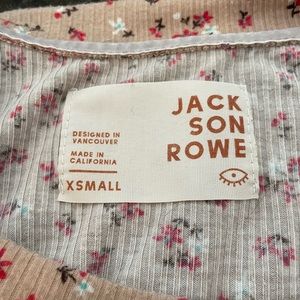 DESIGNED IN
VANCOUVER
MADE IN
CALIFORNIA
XSMALL
JACK
SON
ROWE